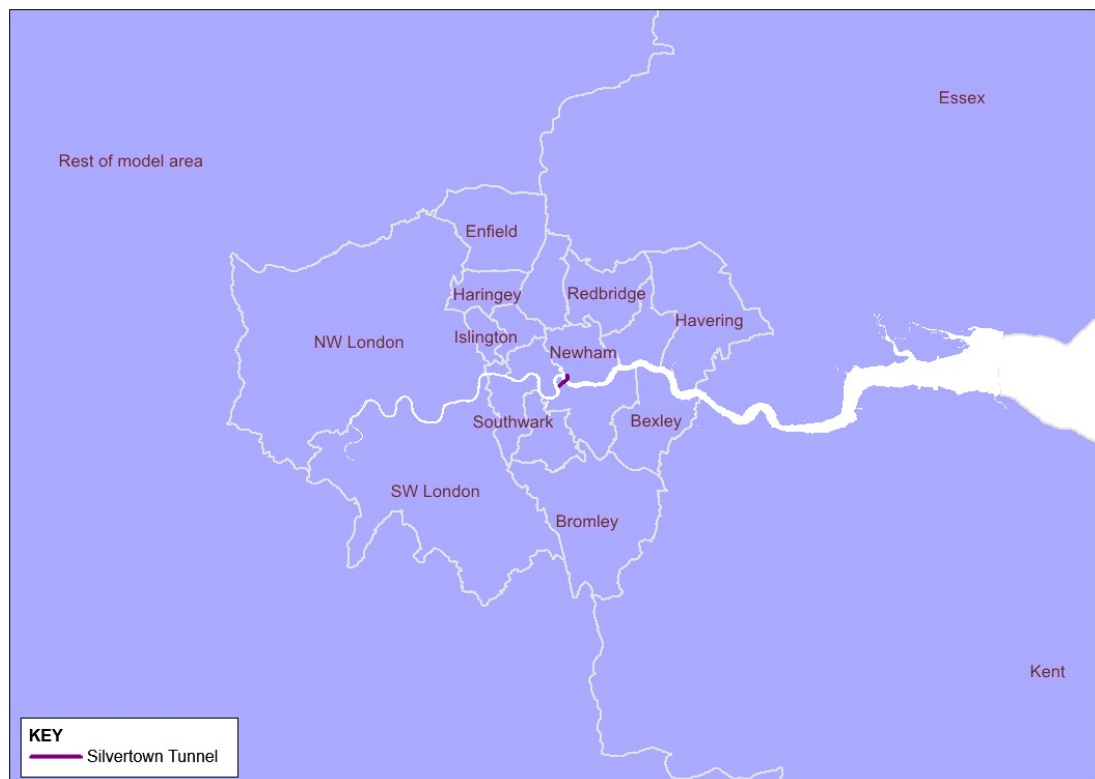 Essex
Rest of model area
Enfield
Haringey
Redbridge
Islington
NW London
Newham
Havering
Southwark
Bexley
SW London
Bromley
Kent
KEY
Silvertown Tunnel